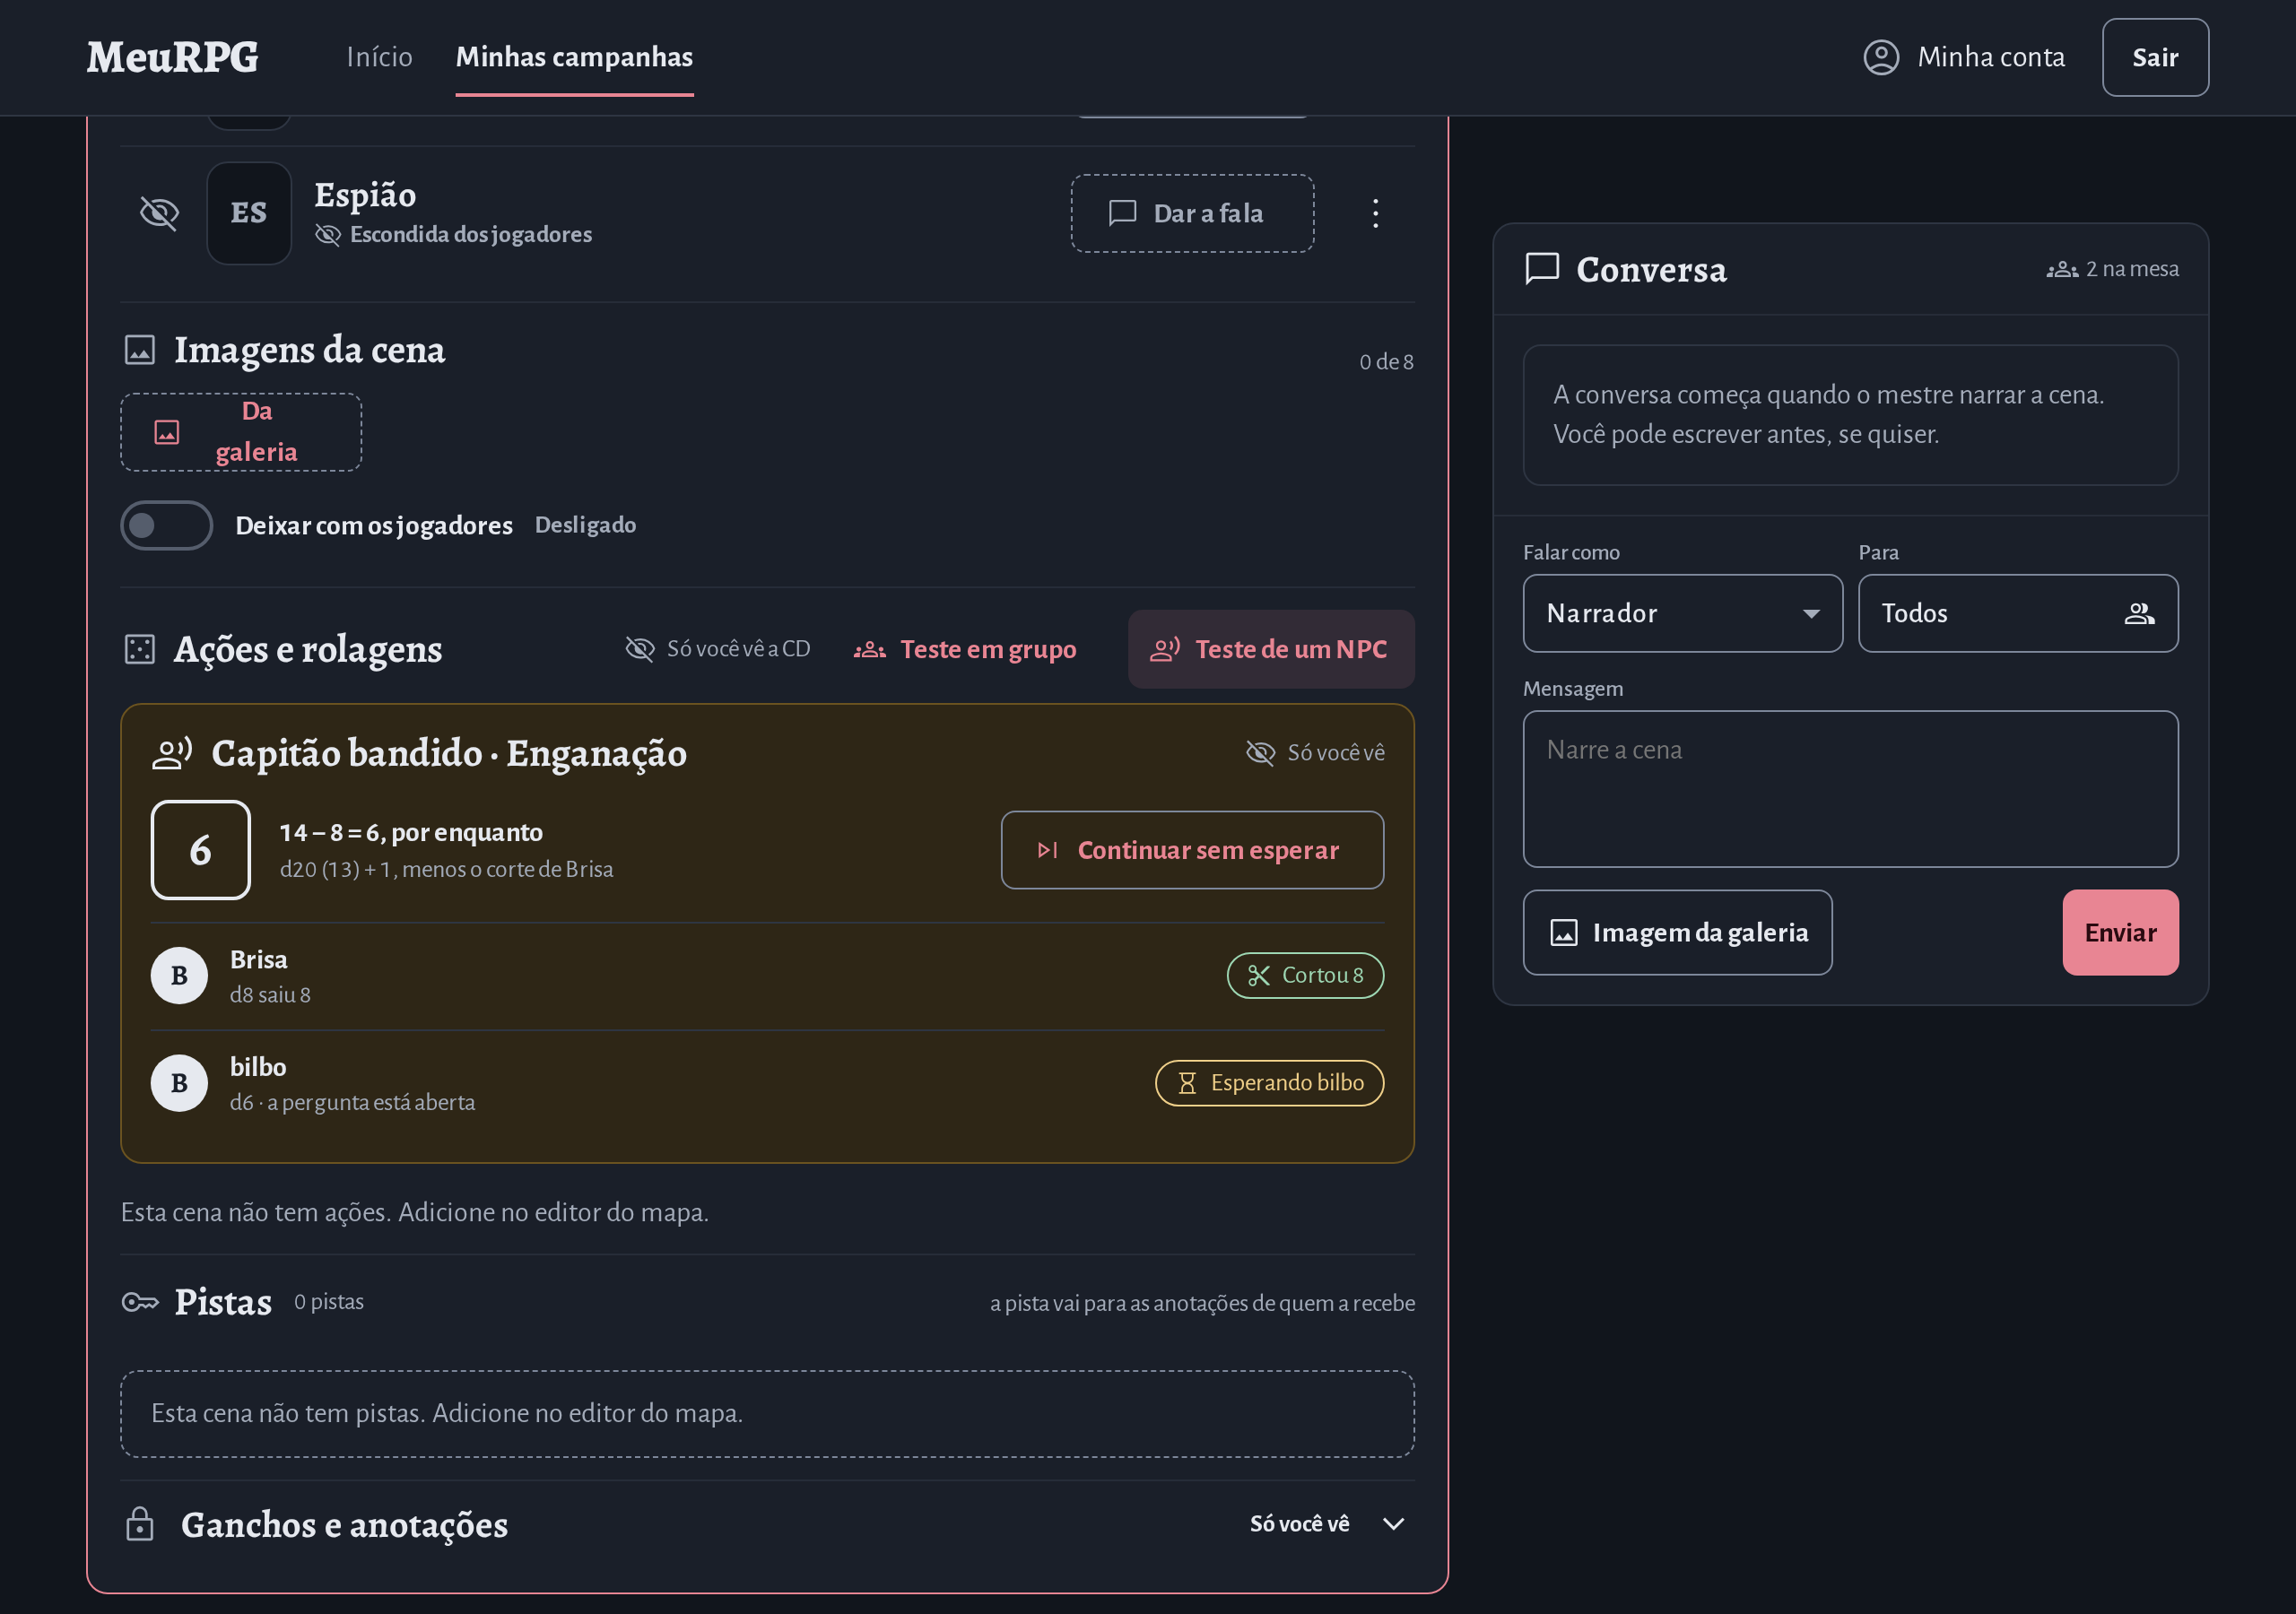 MeuRPG
Início
Minhas campanhas
Minha conta
Sair
ES
Espião
Escondida dos jogadores
Dar a fala
Imagens da cena
0 de 8
Da
galeria
Deixar com os jogadores
Desligado
Ações e rolagens
Só você vê a CD
Teste em grupo
Teste de um NPC
Capitão bandido · Enganação
Só você vê
6
14 – 8 = 6, por enquanto
d20 (13) + 1, menos o corte de Brisa
Continuar sem esperar
B
Brisa
d8 saiu 8
Cortou 8
B
bilbo
d6 · a pergunta está aberta
Esperando bilbo
Esta cena não tem ações. Adicione no editor do mapa.
Pistas
0 pistas
a pista vai para as anotações de quem a recebe
Esta cena não tem pistas. Adicione no editor do mapa.
Ganchos e anotações
Só você vê
Conversa
2 na mesa
A conversa começa quando o mestre narrar a cena.
Você pode escrever antes, se quiser.
Falar como
Para
Narrador
Todos
Mensagem
Narre a cena
Imagem da galeria
Enviar